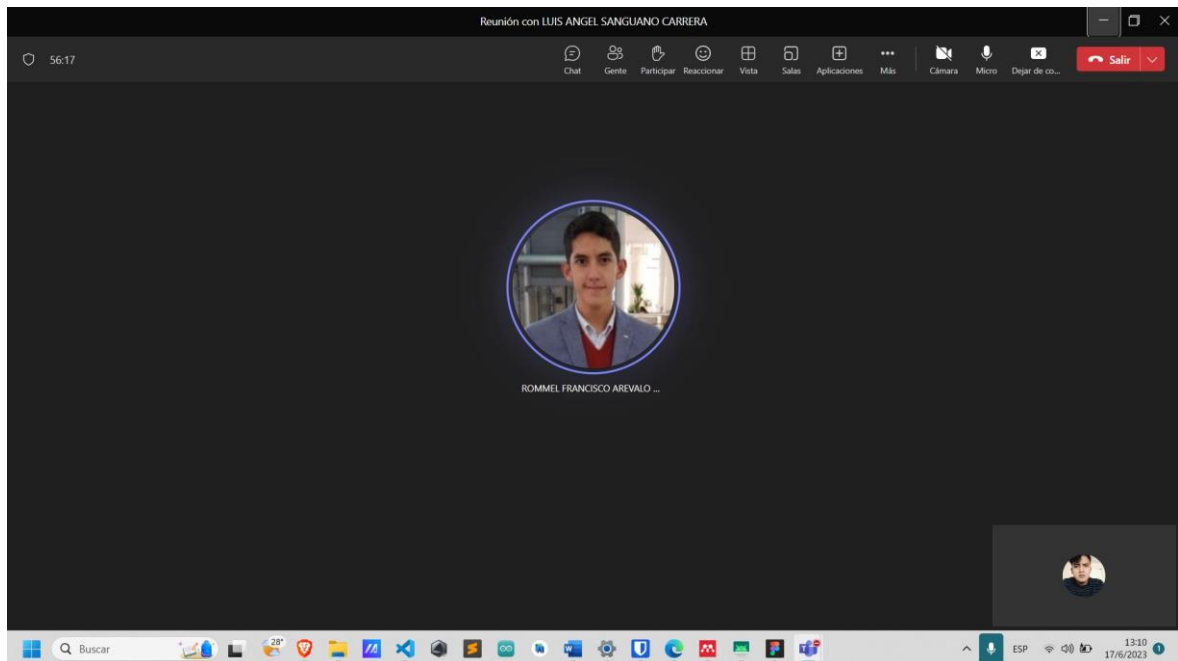 Reunión con LUIS ANGEL SANGUANO CARRERA
56:17
Chat
Gente
Participar
Reaccionar
Vista
Salas
Aplicaciones
Más
Cámara
Micro
Dejar de co...
Salir
ROMMEL FRANCISCO AREVALO ...
Buscar
28°
ESP
13:10
17/6/2023
1